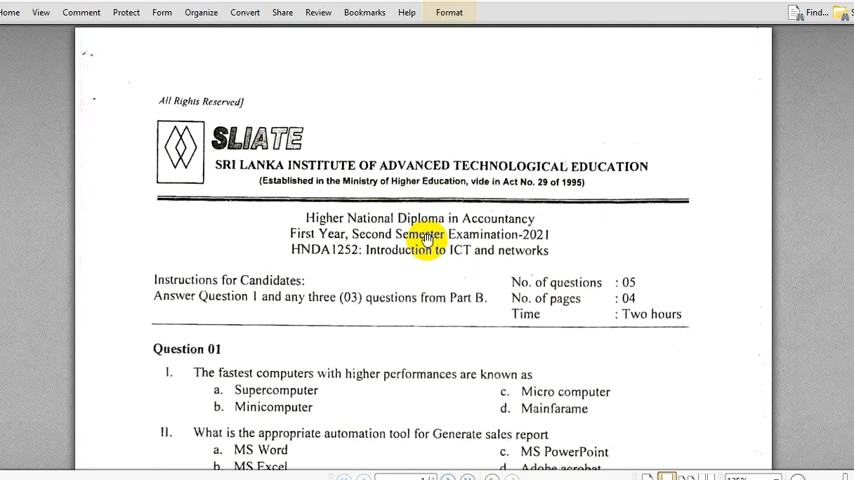 Home View Comment Protect Form Organize Convert Share Review Bookmarks Help Format Find...
All Rights Reserved]
SLIATE
SRI LANKA INSTITUTE OF ADVANCED TECHNOLOGICAL EDUCATION
(Established in the Ministry of Higher Education, vide in Act No. 29 of 1995)
Higher National Diploma in Accountancy
First Year, Second Semester Examination-2021
HNDA1252: Introduction to ICT and networks
Instructions for Candidates:
Answer Question 1 and any three (03) questions from Part B.
No. of questions : 05
No. of pages : 04
Time : Two hours
Question 01
I. The fastest computers with higher performances are known as
a. Supercomputer
b. Minicomputer
c. Micro computer
d. Mainfarame
II. What is the appropriate automation tool for Generate sales report
a. MS Word
b. MS Excel
c. MS PowerPoint
d. Adobe acrobat